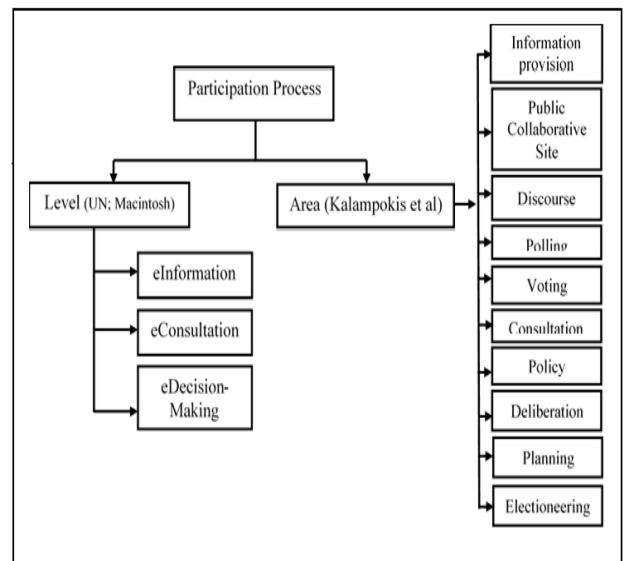 Participation Process
Level (UN; Macintosh)
eInformation
eConsultation
eDecision-
Making
Area (Kalampokis et al)
Information
provision
Public
Collaborative
Site
Discourse
Polling
Voting
Consultation
Policy
Deliberation
Planning
Electioneering